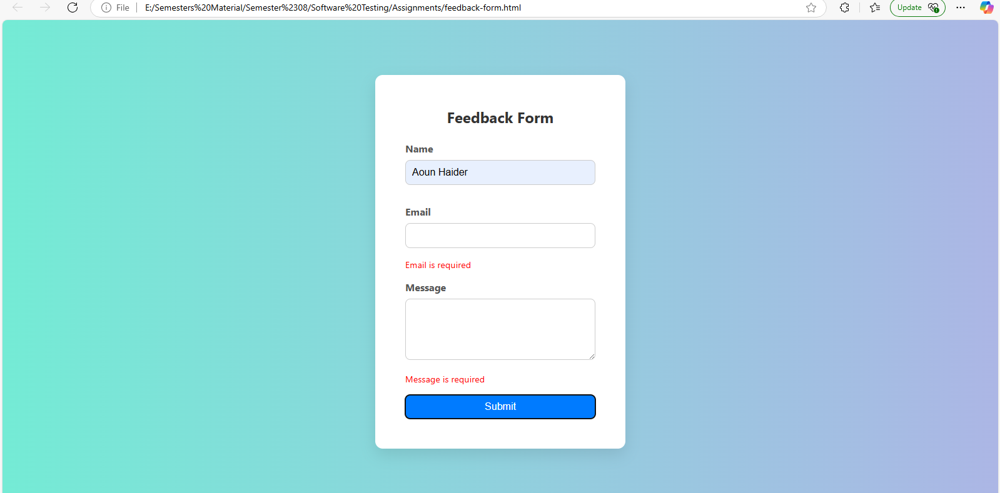 File
E:/Semesters%20Material/Semester%2308/Software%20Testing/Assignments/feedback-form.html
Update
Feedback Form
Name
Aoun Haider
Email
Email is required
Message
Message is required
Submit